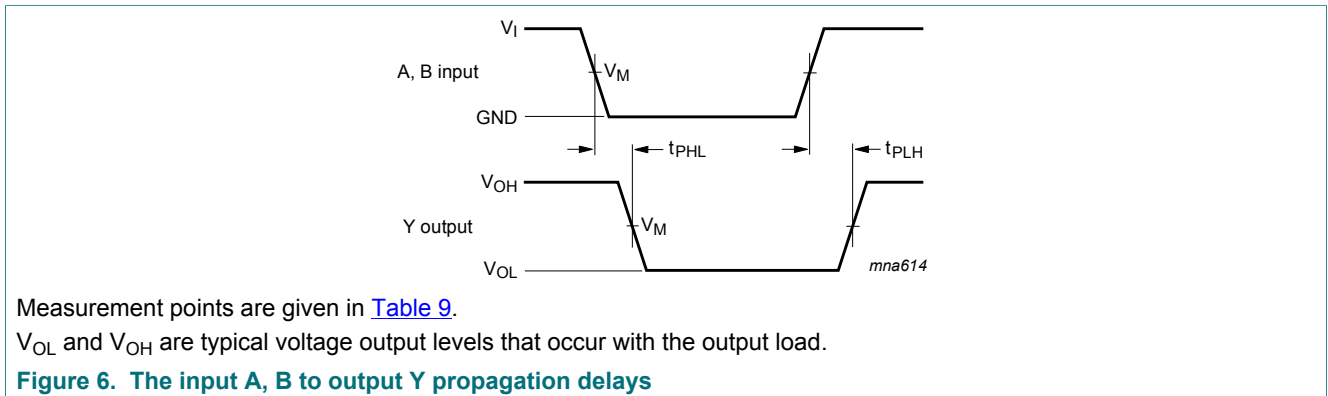 VI
A, B input
VM
GND
tPHL
tPLH
VOH
Y output
VM
VOL
mna614
Measurement points are given in Table 9.
VOL and VOH are typical voltage output levels that occur with the output load.
Figure 6. The input A, B to output Y propagation delays